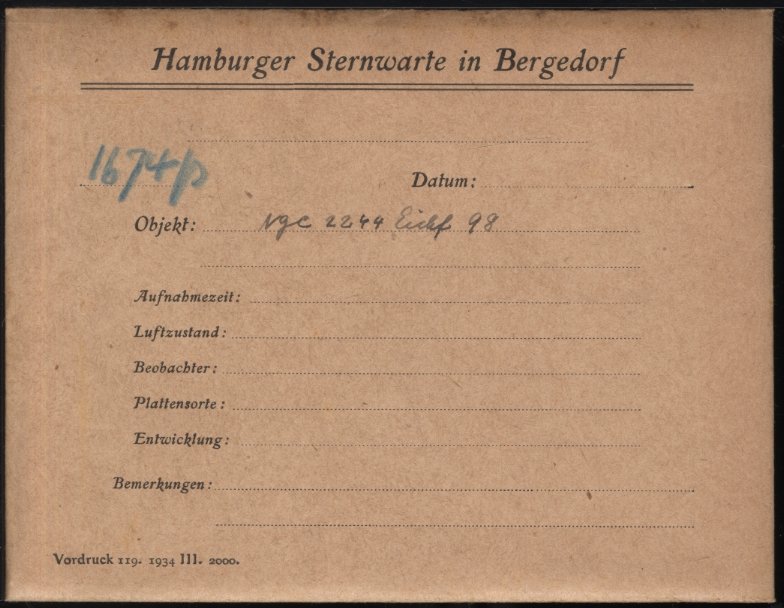 Hamburger Sternwarte in Bergedorf
1674/p
Datum:
Objekt: ngc 2244 Eichf 98
Aufnahmezeit:
Luftzustand:
Beobachter:
Plattensorte:
Entwicklung:
Bemerkungen:
Vordruck 119. 1934 III. 2000.